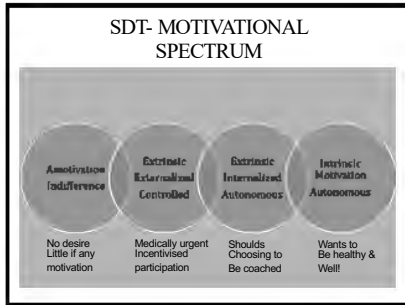 SDT- MOTIVATIONAL
SPECTRUM
Amotivation
Indifference
Extrinsic
Externalized
Controlled
Extrinsic
Internalized
Autonomous
Intrinsic
Motivation
Autonomous
No desire
Little if any
motivation
Medically urgent
Incentivised
participation
Shoulds
Choosing to
Be coached
Wants to
Be healthy &
Well!